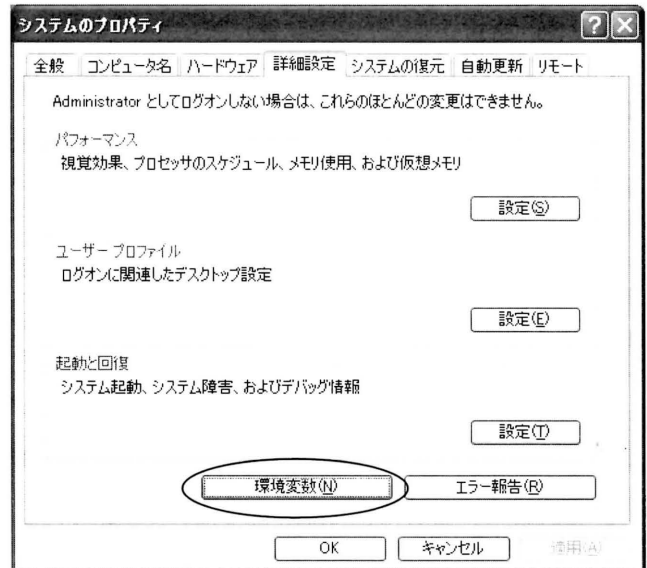 システムのプロパティ
全般 コンピュータ名 ハードウェア 詳細設定 システムの復元 自動更新 リモート
Administrator としてログオンしない場合は、これらのほとんどの変更はできません。
パフォーマンス
視覚効果、プロセッサのスケジュール、メモリ使用、および仮想メモリ
設定(S)
ユーザー プロファイル
ログオンに関連したデスクトップ設定
設定(E)
起動と回復
システム起動、システム障害、およびデバッグ情報
設定(T)
環境変数(N) エラー報告(R)
OK キャンセル 適用(A)